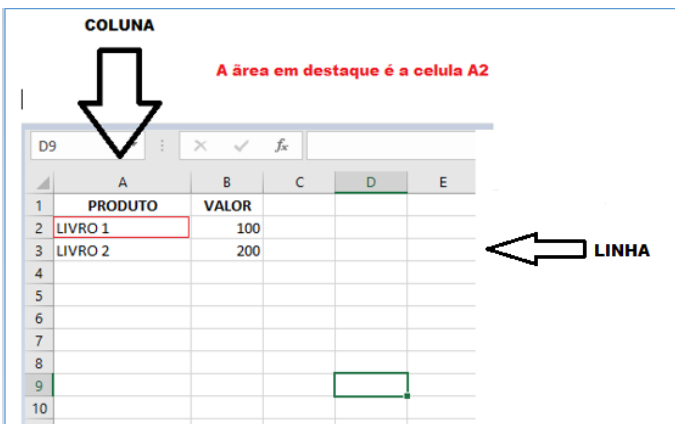 COLUNA
A ãrea em destaque é a celula A2
D9 fx
A B C D E
1 PRODUTO VALOR
2 LIVRO 1 100
3 LIVRO 2 200
LINHA
4
5
6
7
8
9
10